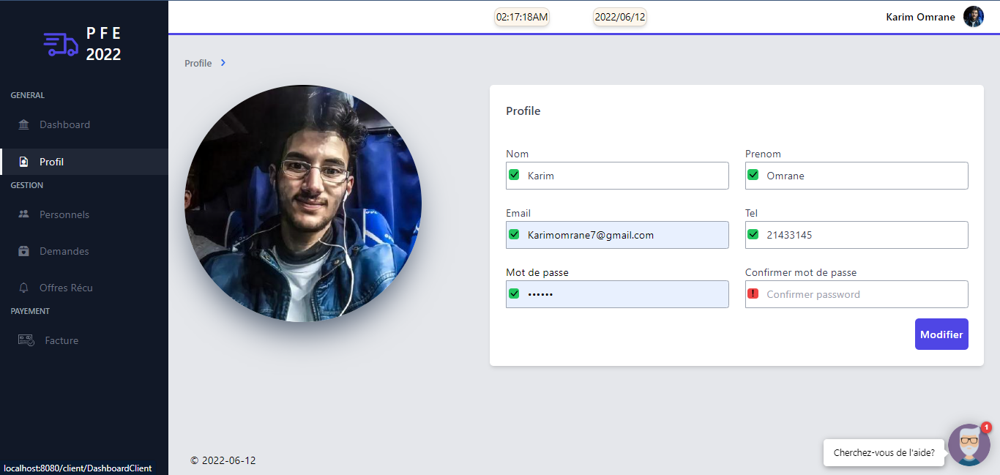 P F E
2022
02:17:18AM
2022/06/12
Karim Omrane
GENERAL
Dashboard
Profil
GESTION
Personnels
Demandes
Offres Récu
PAYEMENT
Facture
Profile
Profile
Nom
Prenom
Karim
Omrane
Email
Tel
Karimomrane7@gmail.com
21433145
Mot de passe
Confirmer mot de passe
••••••
Confirmer password
Modifier
1
Cherchez-vous de l'aide?
© 2022-06-12
localhost:8080/client/DashboardClient